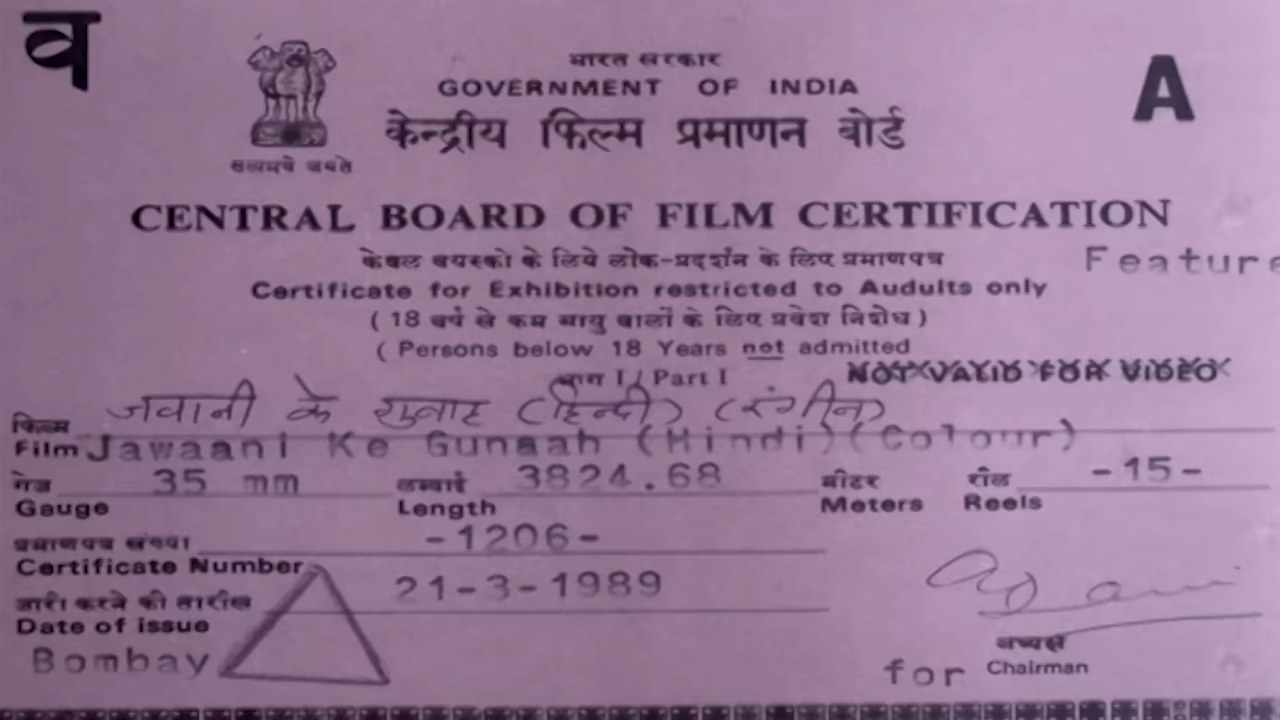 व
भारत सरकार
A
GOVERNMENT OF INDIA
केन्द्रीय फिल्म प्रमाणन बोर्ड
सत्यमेव जयते
CENTRAL BOARD OF FILM CERTIFICATION
केवल वयस्कों के लिये लोक-प्रदर्शन के लिए प्रमाणपत्र
Feature
Certificate for Exhibition restricted to Audults only
( 18 वर्ष से कम आयु वालों के लिए प्रवेश निशेध )
( Persons below 18 Years not admitted
भाग I / Part I
NOT VALID FOR VIDEO
फिल्म जवानी के गुनाह (हिन्दी) (रंगीन)
Film Jawaani Ke Gunaah (Hindi) (Colour)
गेज 35 mm लम्बाई 3824.68 मीटर रील -15-
Gauge Length Meters Reels
प्रमाणपत्र संख्या -1206-
Certificate Number
जारी करने की तारीख 21-3-1989
Date of issue
Bombay
अध्यक्ष
for Chairman